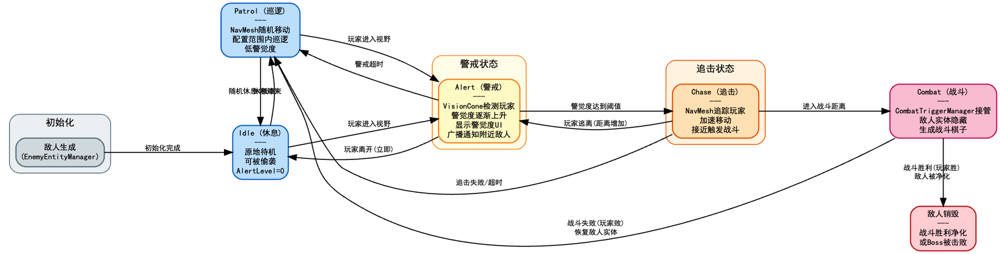 初始化
敌人生成
(EnemyEntityManager)
初始化完成
Patrol (巡逻)
---
NavMesh随机移动
配置范围内巡逻
低警觉度
随机休息
结束
Idle (休息)
---
原地待机
可被偷袭
AlertLevel=0
玩家进入视野
警戒超时
玩家进入视野
玩家离开(立即)
警戒状态
Alert (警戒)
---
VisionCone检测玩家
警觉度逐渐上升
显示警觉度UI
广播通知附近敌人
警觉度达到阈值
玩家逃离(距离增加)
追击失败/超时
战斗失败(玩家败)
恢复敌人实体
追击状态
Chase (追击)
---
NavMesh追踪玩家
加速移动
接近触发战斗
进入战斗距离
Combat (战斗)
---
CombatTriggerManager接管
敌人实体隐藏
生成战斗棋子
战斗胜利(玩家胜)
敌人被净化
敌人销毁
---
战斗胜利净化
或Boss被击败